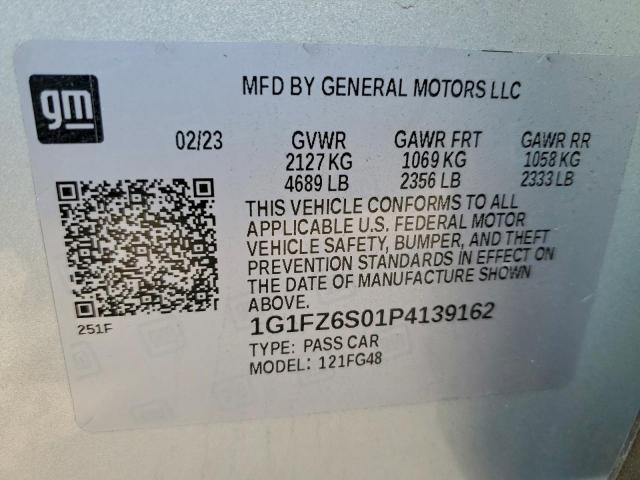 gm
MFD BY GENERAL MOTORS LLC
02/23 GVWR GAWR FRT GAWR RR
2127 KG 1069 KG 1058 KG
4689 LB 2356 LB 2333 LB
THIS VEHICLE CONFORMS TO ALL
APPLICABLE U.S. FEDERAL MOTOR
VEHICLE SAFETY, BUMPER, AND THEFT
PREVENTION STANDARDS IN EFFECT ON
THE DATE OF MANUFACTURE SHOWN
ABOVE.
251F
1G1FZ6S01P4139162
TYPE: PASS CAR
MODEL: 121FG48